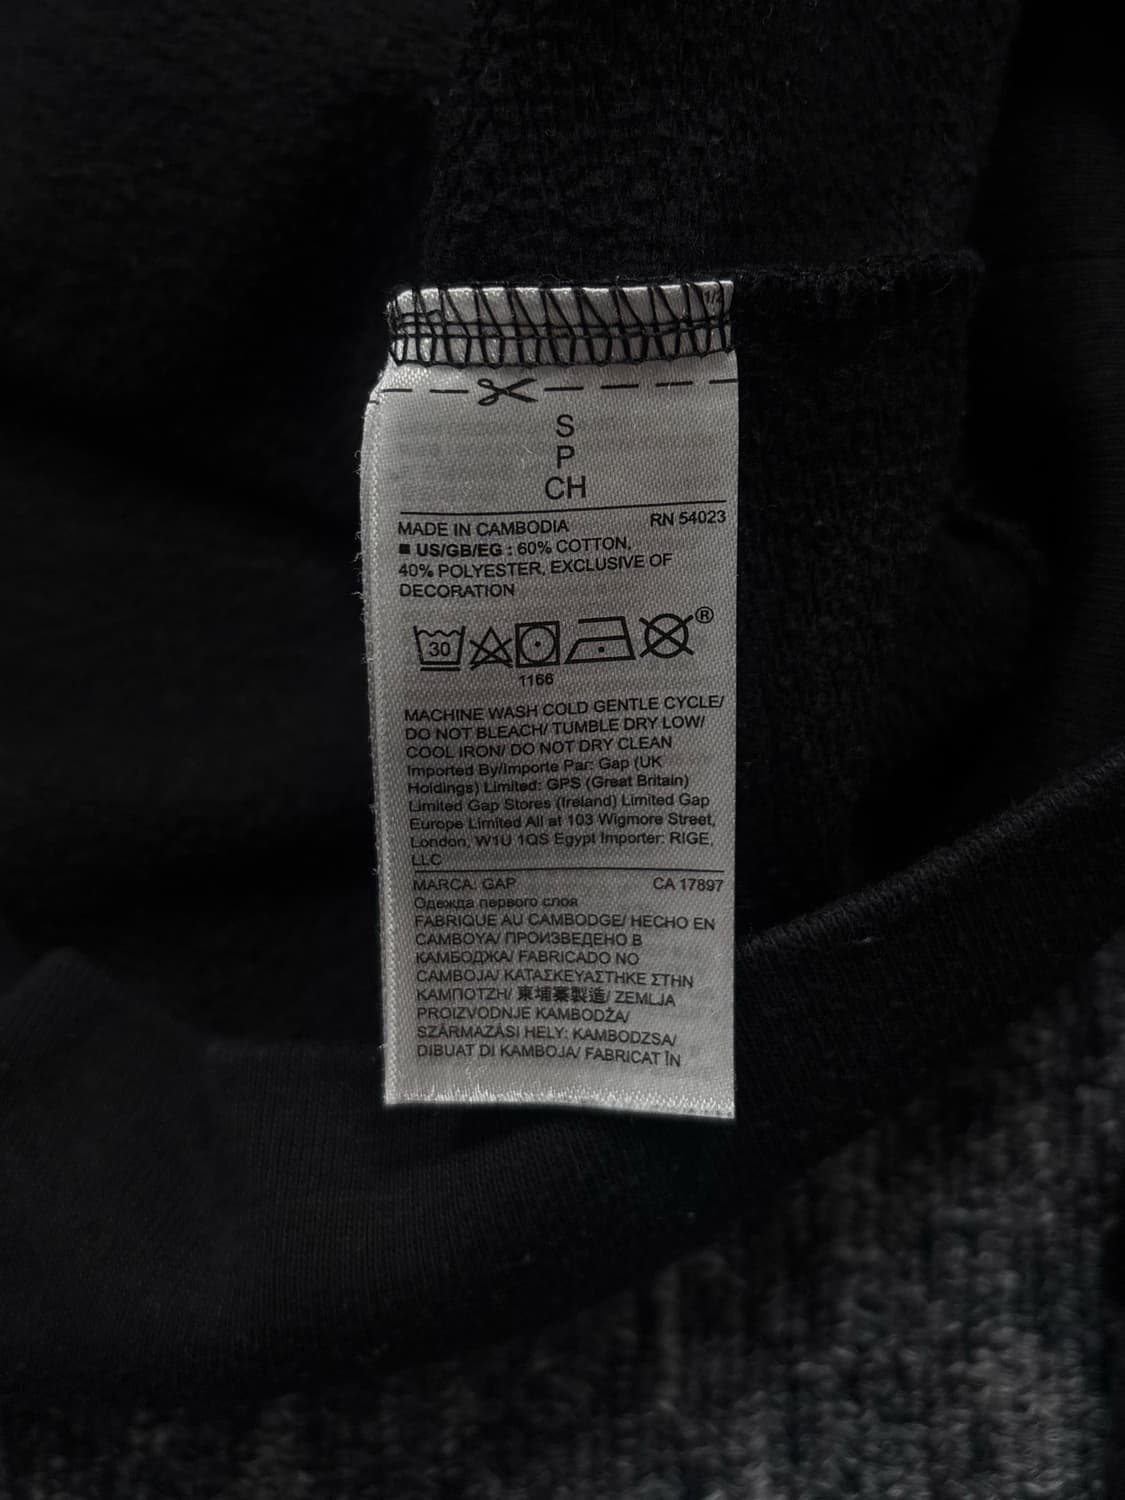 1/2
S
P
CH
MADE IN CAMBODIA RN 54023
■ US/GB/EG : 60% COTTON,
40% POLYESTER, EXCLUSIVE OF
DECORATION
30
®
1166
MACHINE WASH COLD GENTLE CYCLE/
DO NOT BLEACH/ TUMBLE DRY LOW/
COOL IRON/ DO NOT DRY CLEAN
Imported By/Importe Par: Gap (UK
Holdings) Limited: GPS (Great Britain)
Limited Gap Stores (Ireland) Limited Gap
Europe Limited All at 103 Wigmore Street,
London, W1U 1QS Egypt Importer: RIGE,
LLC
MARCA: GAP CA 17897
Одежда первого слоя
FABRIQUE AU CAMBODGE/ HECHO EN
CAMBOYA/ ПРОИЗВЕДЕНО В
КАМБОДЖА/ FABRICADO NO
CAMBOJA/ ΚΑΤΑΣΚΕΥΑΣΤΗΚΕ ΣΤΗΝ
ΚΑΜΠΟΤΖΗ/ 柬埔寨製造/ ZEMLJA
PROIZVODNJE KAMBODŽA/
SZÁRMAZÁSI HELY: KAMBODZSA/
DIBUAT DI KAMBOJA/ FABRICAT ÎN